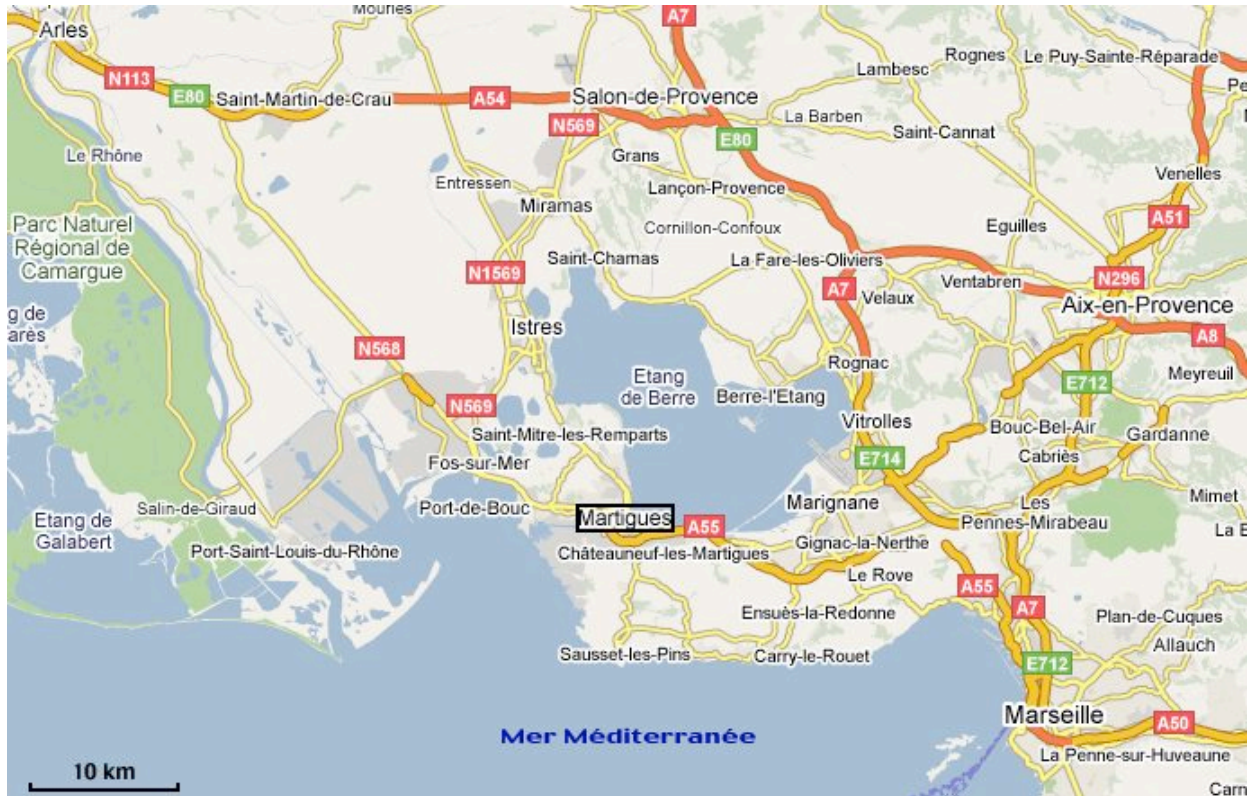 A7
Arles
Mouriès
Rognes
Le Puy-Sainte-Réparade
Lambesc
N113
E80
Saint-Martin-de-Crau
A54
Salon-de-Provence
Pe
N569
La Barben
Saint-Cannat
E80
Le Rhône
Grans
Entressen
Lançon-Provence
Venelles
Miramas
A51
Parc Naturel
Régional de
Camargue
Cornillon-Confoux
Eguilles
Saint-Chamas
La Fare-les-Oliviers
N1569
A7
Velaux
Ventabren
N296
Aix-en-Provence
g de
arès
Istres
A8
N568
Rognac
Meyreuil
Etang
de Berre
E712
Berre-l'Etang
N569
Saint-Mitre-les-Remparts
Vitrolles
Bouc-Bel-Air
Gardanne
Fos-sur-Mer
E714
Cabriès
Mimet
Salin-de-Giraud
Port-de-Bouc
Marignane
Les
Pennes-Mirabeau
Etang de
Galabert
Martigues
A55
La B
Port-Saint-Louis-du-Rhône
Châteauneuf-les-Martigues
Gignac-la-Nerthe
Le Rove
A55
Ensuès-la-Redonne
A7
Plan-de-Cuques
Allauch
Sausset-les-Pins
Carry-le-Rouet
E712
Marseille
A50
Mer Méditerranée
La Penne-sur-Huveaune
10 km
Carn